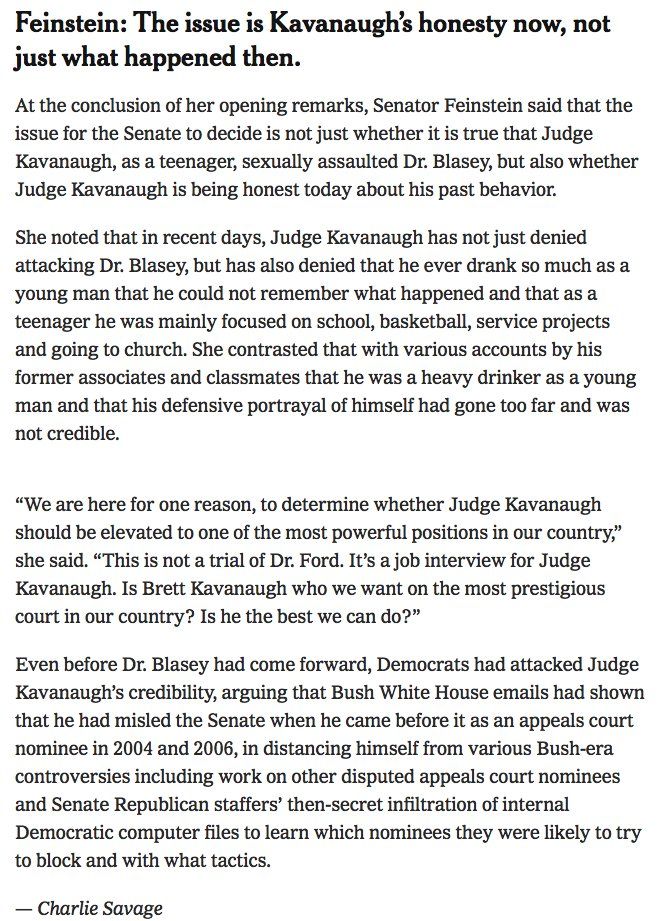 Feinstein: The issue is Kavanaugh’s honesty now, not
just what happened then.
At the conclusion of her opening remarks, Senator Feinstein said that the
issue for the Senate to decide is not just whether it is true that Judge
Kavanaugh, as a teenager, sexually assaulted Dr. Blasey, but also whether
Judge Kavanaugh is being honest today about his past behavior.
She noted that in recent days, Judge Kavanaugh has not just denied
attacking Dr. Blasey, but has also denied that he ever drank so much as a
young man that he could not remember what happened and that as a
teenager he was mainly focused on school, basketball, service projects
and going to church. She contrasted that with various accounts by his
former associates and classmates that he was a heavy drinker as a young
man and that his defensive portrayal of himself had gone too far and was
not credible.
“We are here for one reason, to determine whether Judge Kavanaugh
should be elevated to one of the most powerful positions in our country,”
she said. “This is not a trial of Dr. Ford. It’s a job interview for Judge
Kavanaugh. Is Brett Kavanaugh who we want on the most prestigious
court in our country? Is he the best we can do?”
Even before Dr. Blasey had come forward, Democrats had attacked Judge
Kavanaugh’s credibility, arguing that Bush White House emails had shown
that he had misled the Senate when he came before it as an appeals court
nominee in 2004 and 2006, in distancing himself from various Bush-era
controversies including work on other disputed appeals court nominees
and Senate Republican staffers’ then-secret infiltration of internal
Democratic computer files to learn which nominees they were likely to try
to block and with what tactics.
— Charlie Savage